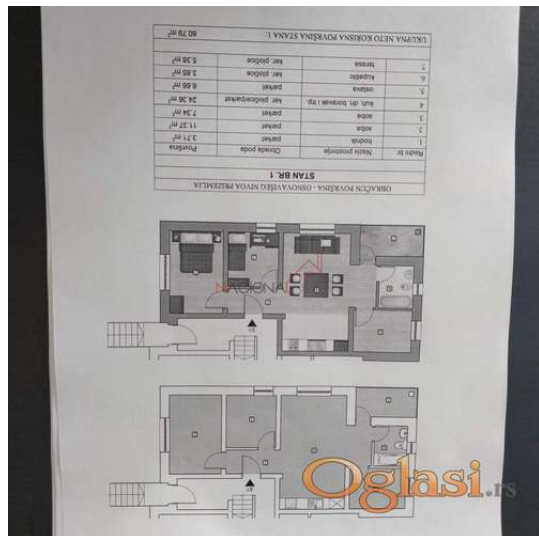 OBRAČUN POVRŠINA - OSNOVA VIŠEG NIVOA PRIZEMLJA
STAN BR. 1
Redni br. Naziv prostorije Obrada poda Površina
1. hodnik parket 3.71 m²
2. soba parket 11.37 m²
3. soba parket 7.34 m²
4. kuh. dn. boravak i trp. ker. pločice/parket 24.36 m²
5. ostava parket 6.66 m²
6. kupatilo ker. pločice 3.85 m²
7. terasa ker. pločice 5.38 m²
UKUPNA NETO KORISNA POVRŠINA STANA 1: 60.79 m²
NACIONAL
Oglasi.rs